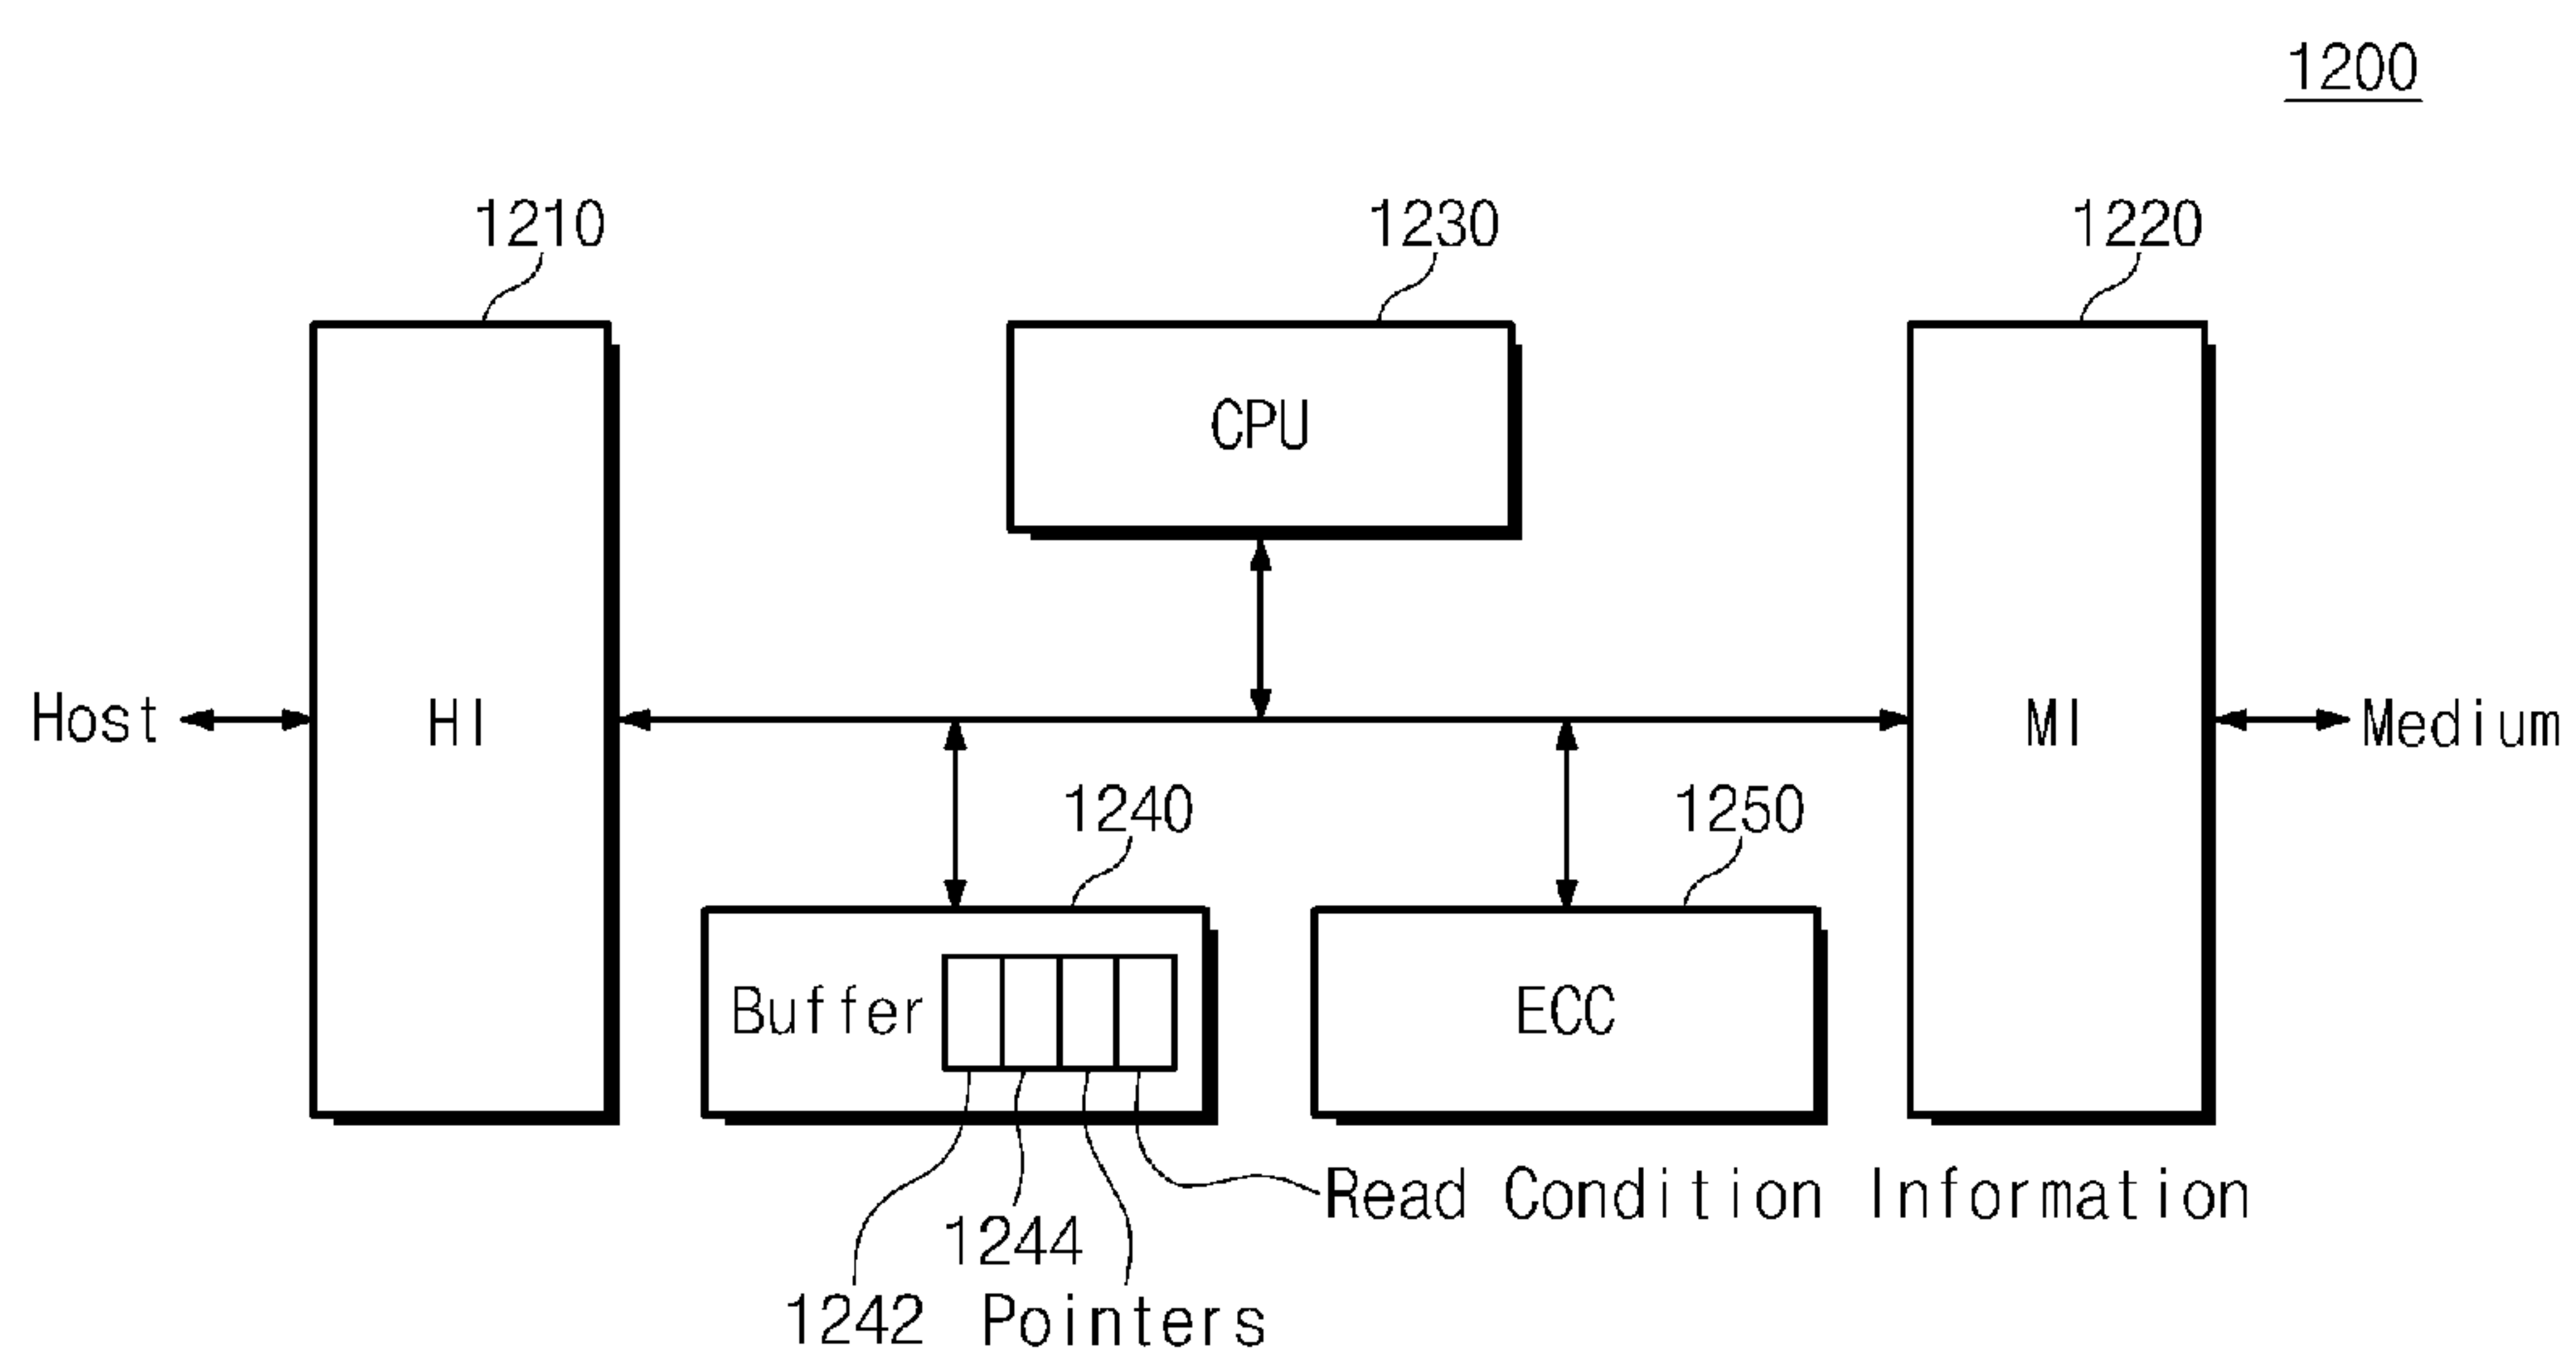 1200
1210
1230
1220
CPU
Host
HI
MI
Medium
1240
1250
Buffer
ECC
Read Condition Information
1244
1242
Pointers